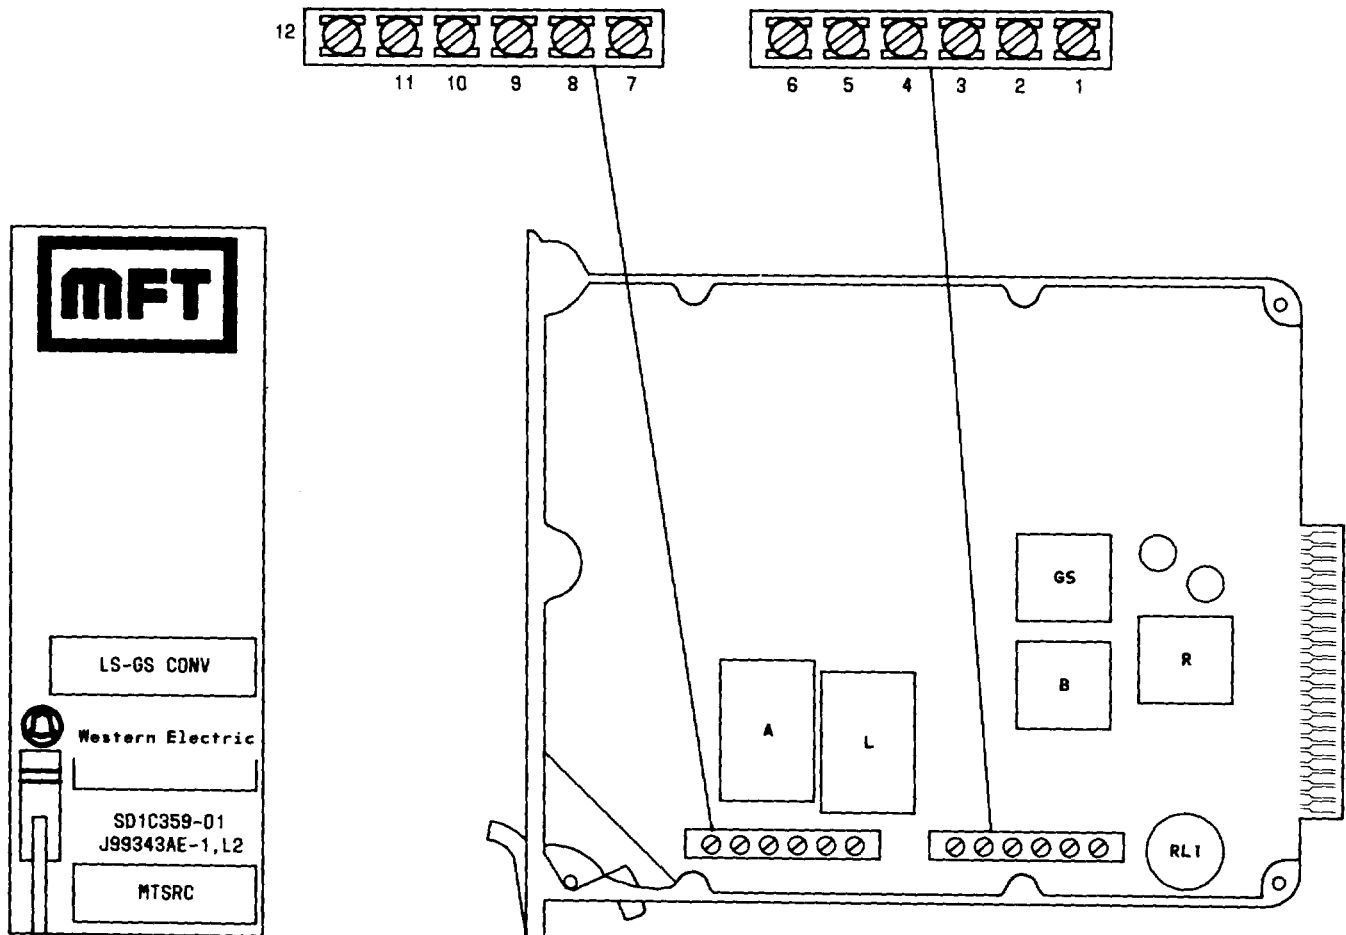 12
11 10 9 8 7
6 5 4 3 2 1
MFT
LS-GS CONV
Western Electric
SD1C359-01
J99343AE-1,L2
MTSRC
GS
B
R
A
L
RL1